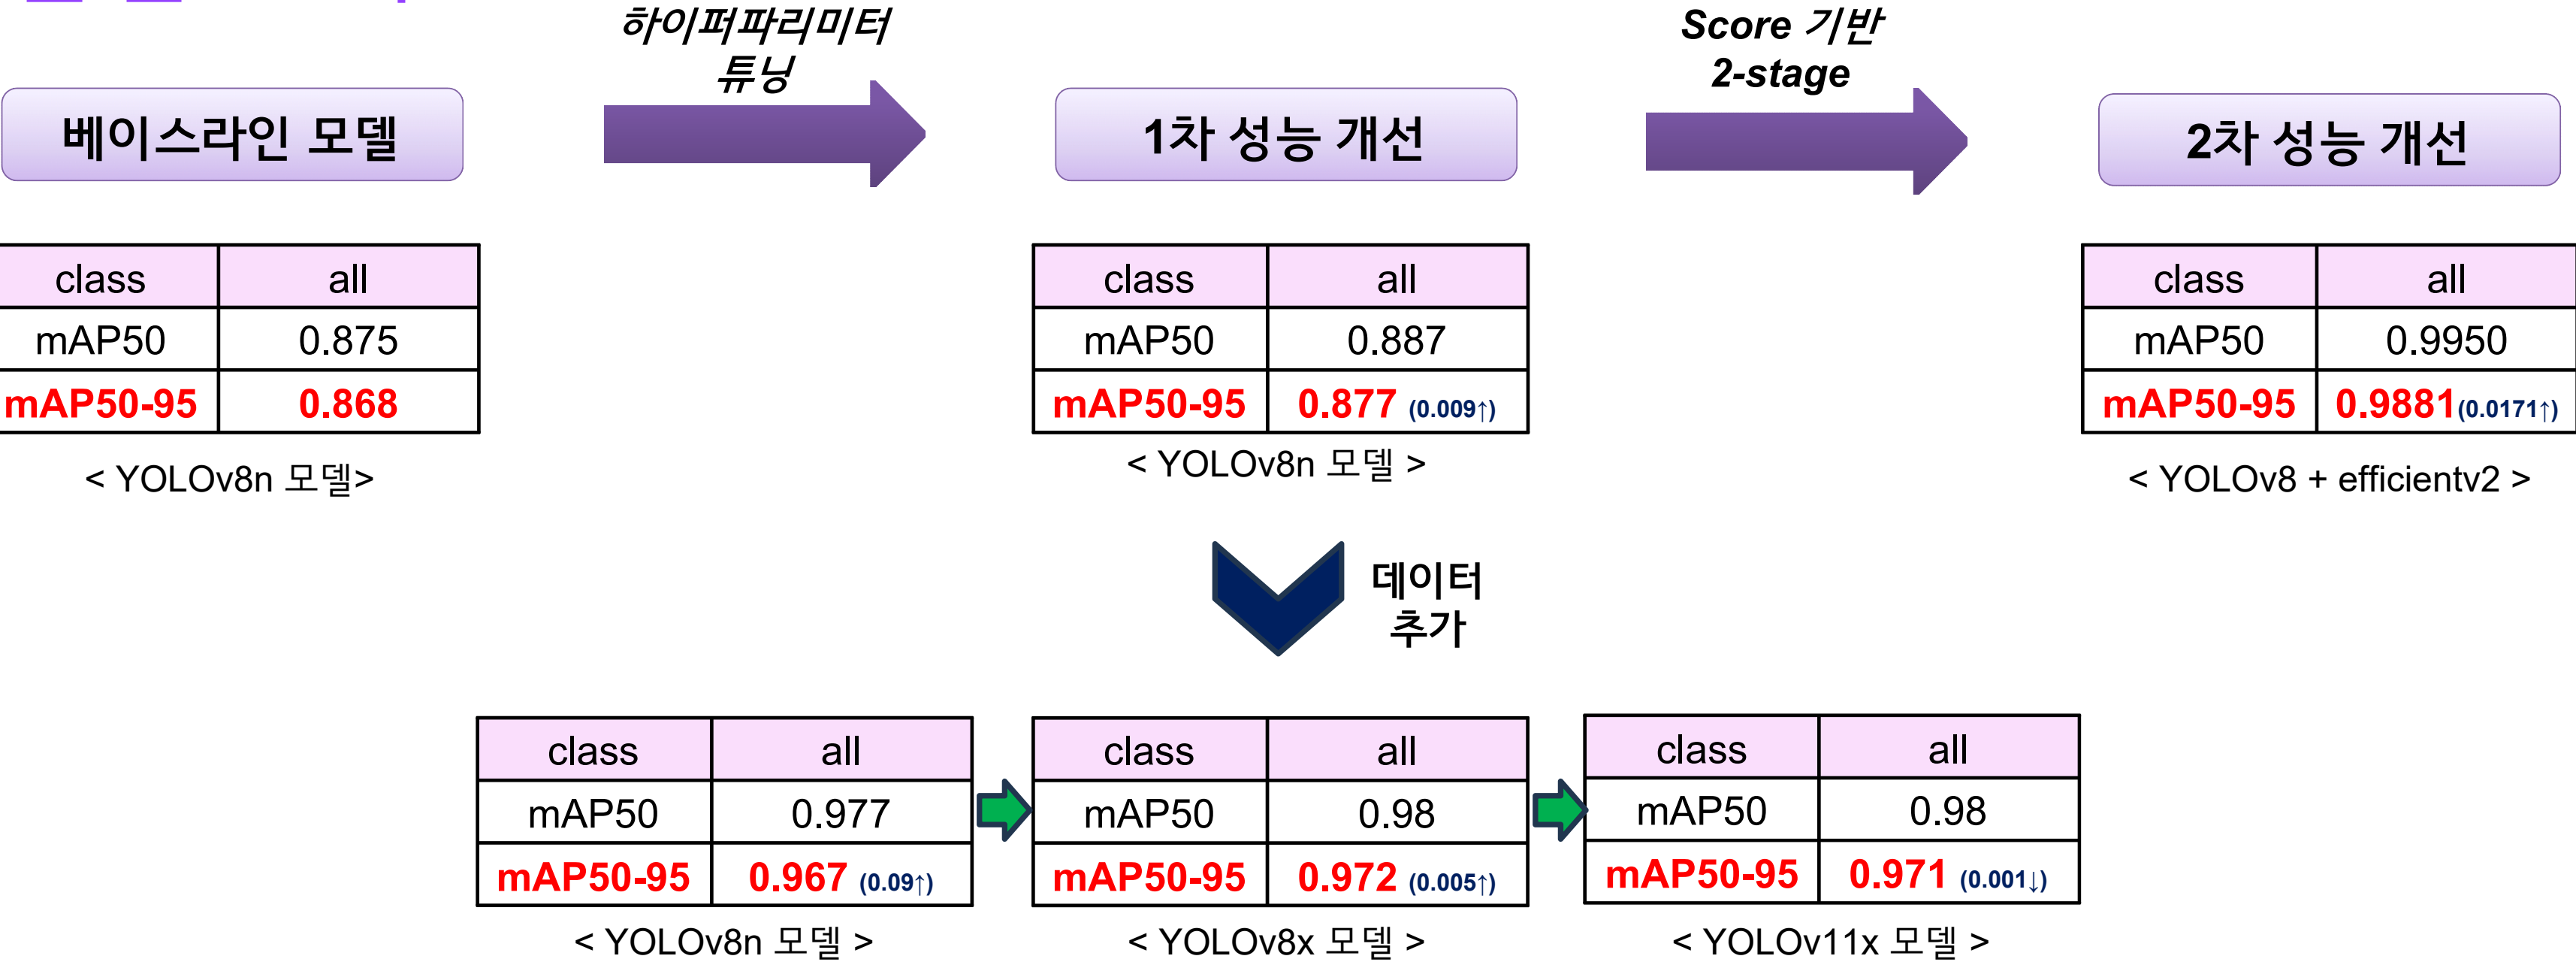 하이퍼파리미터
튜닝
Score 기반
2-stage
베이스라인 모델
1차 성능 개선
2차 성능 개선
class all
mAP50 0.875
mAP50-95 0.868
< YOLOv8n 모델>
class all
mAP50 0.887
mAP50-95 0.877 (0.009↑)
< YOLOv8n 모델 >
class all
mAP50 0.9950
mAP50-95 0.9881(0.0171↑)
< YOLOv8 + efficientv2 >
데이터
추가
class all
mAP50 0.977
mAP50-95 0.967 (0.09↑)
< YOLOv8n 모델 >
class all
mAP50 0.98
mAP50-95 0.972 (0.005↑)
< YOLOv8x 모델 >
class all
mAP50 0.98
mAP50-95 0.971 (0.001↓)
< YOLOv11x 모델 >